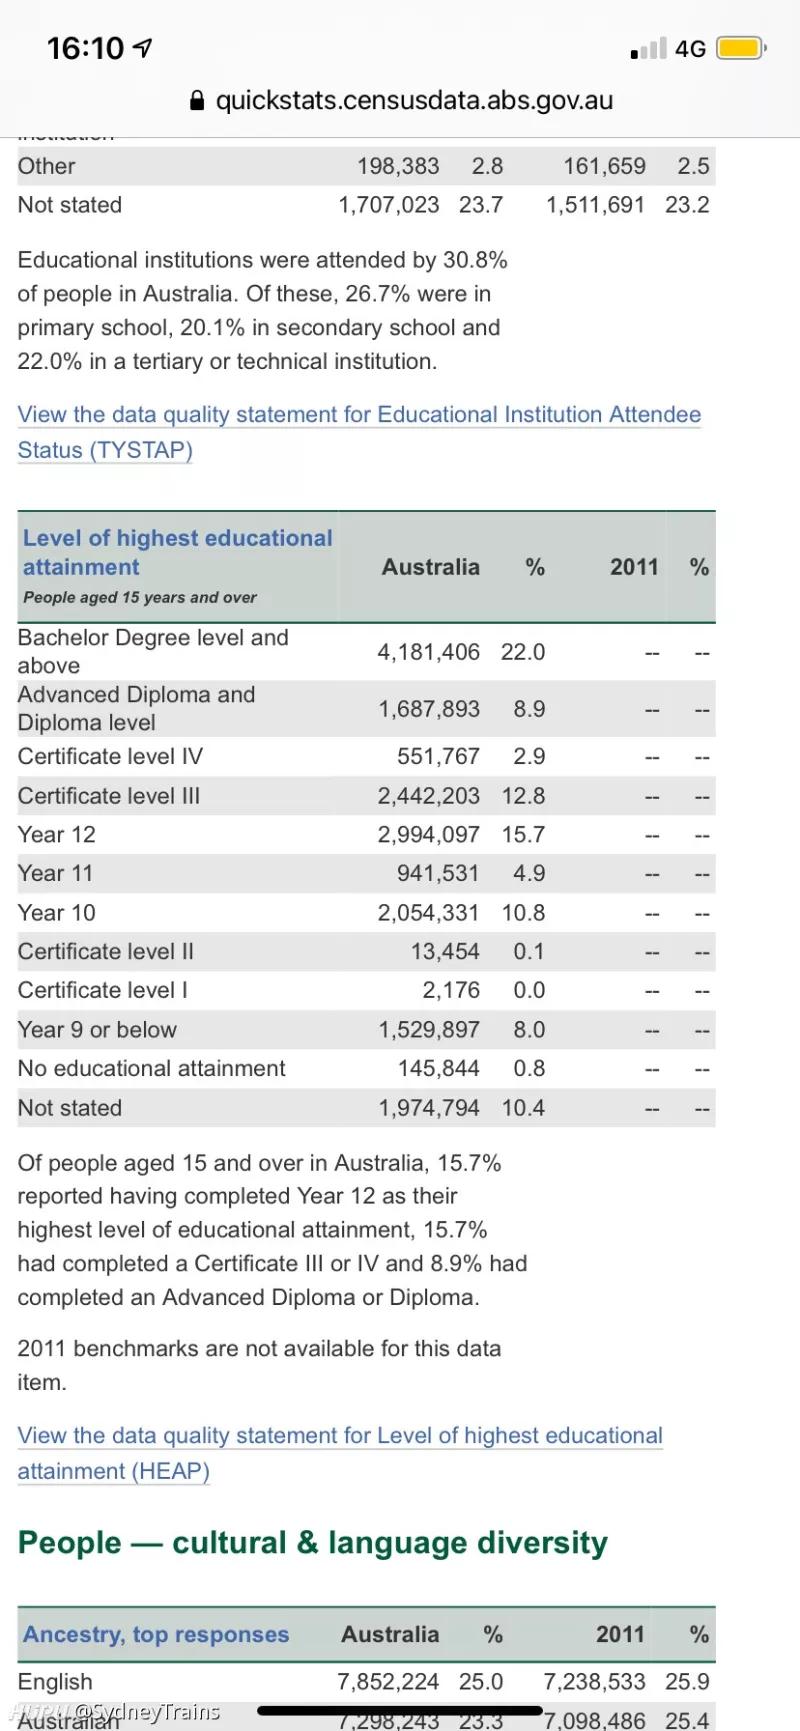 16:10 4G
quickstats.censusdata.abs.gov.au
institution
Other 198,383 2.8 161,659 2.5
Not stated 1,707,023 23.7 1,511,691 23.2
Educational institutions were attended by 30.8%
of people in Australia. Of these, 26.7% were in
primary school, 20.1% in secondary school and
22.0% in a tertiary or technical institution.
View the data quality statement for Educational Institution Attendee
Status (TYSTAP)
Level of highest educational
attainment Australia % 2011 %
People aged 15 years and over
Bachelor Degree level and
above 4,181,406 22.0 -- --
Advanced Diploma and
Diploma level 1,687,893 8.9 -- --
Certificate level IV 551,767 2.9 -- --
Certificate level III 2,442,203 12.8 -- --
Year 12 2,994,097 15.7 -- --
Year 11 941,531 4.9 -- --
Year 10 2,054,331 10.8 -- --
Certificate level II 13,454 0.1 -- --
Certificate level I 2,176 0.0 -- --
Year 9 or below 1,529,897 8.0 -- --
No educational attainment 145,844 0.8 -- --
Not stated 1,974,794 10.4 -- --
Of people aged 15 and over in Australia, 15.7%
reported having completed Year 12 as their
highest level of educational attainment, 15.7%
had completed a Certificate III or IV and 8.9% had
completed an Advanced Diploma or Diploma.
2011 benchmarks are not available for this data
item.
View the data quality statement for Level of highest educational
attainment (HEAP)
People — cultural & language diversity
Ancestry, top responses Australia % 2011 %
English 7,852,224 25.0 7,238,533 25.9
@SydneyTrains
Australian 7,298,243 23.3 7,098,486 25.4